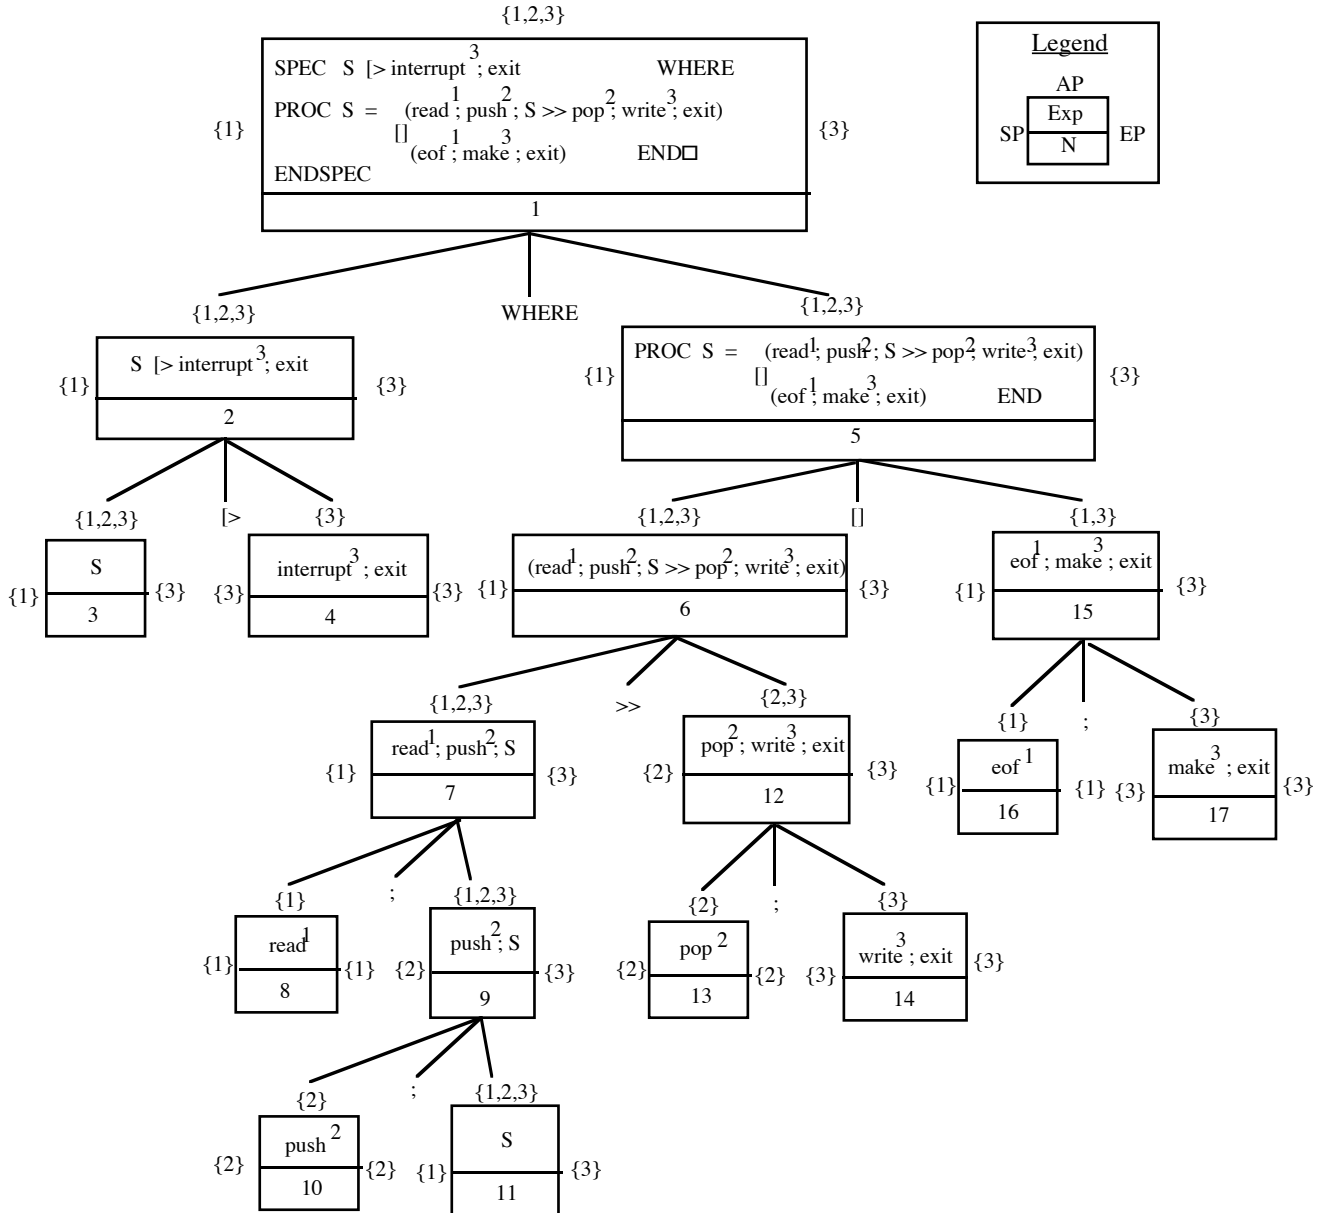 {1,2,3}
Legend
SPEC S [> interrupt³; exit WHERE
AP
PROC S = (read¹; push²; S >> pop²; write³; exit)
Exp
{1}
{3}
SP
EP
[]
N
(eof¹; make³; exit) END□
ENDSPEC
1
{1,2,3}
WHERE
{1,2,3}
S [> interrupt³; exit
PROC S = (read¹; push²; S >> pop²; write³; exit)
{1}
{3}
{1}
[]
{3}
(eof¹; make³; exit) END
2
5
{1,2,3}
[>
{3}
{1,2,3}
[]
{1,3}
S
interrupt³; exit
(read¹; push²; S >> pop²; write³; exit)
eof¹; make³; exit
{1}
{3}
{3}
{3}
{1}
{3}
{1}
{3}
3
4
6
15
{1,2,3}
>>
{2,3}
{1}
;
{3}
read¹; push²; S
pop²; write³; exit
eof¹
make³; exit
{1}
{3}
{2}
{3}
{1}
{1}
{3}
{3}
7
12
16
17
{1}
;
{1,2,3}
{2}
;
{3}
read¹
push²; S
pop²
write³; exit
{1}
{1}
{2}
{3}
{2}
{2}
{3}
{3}
8
9
13
14
{2}
;
{1,2,3}
push²
S
{2}
{2}
{1}
{3}
10
11